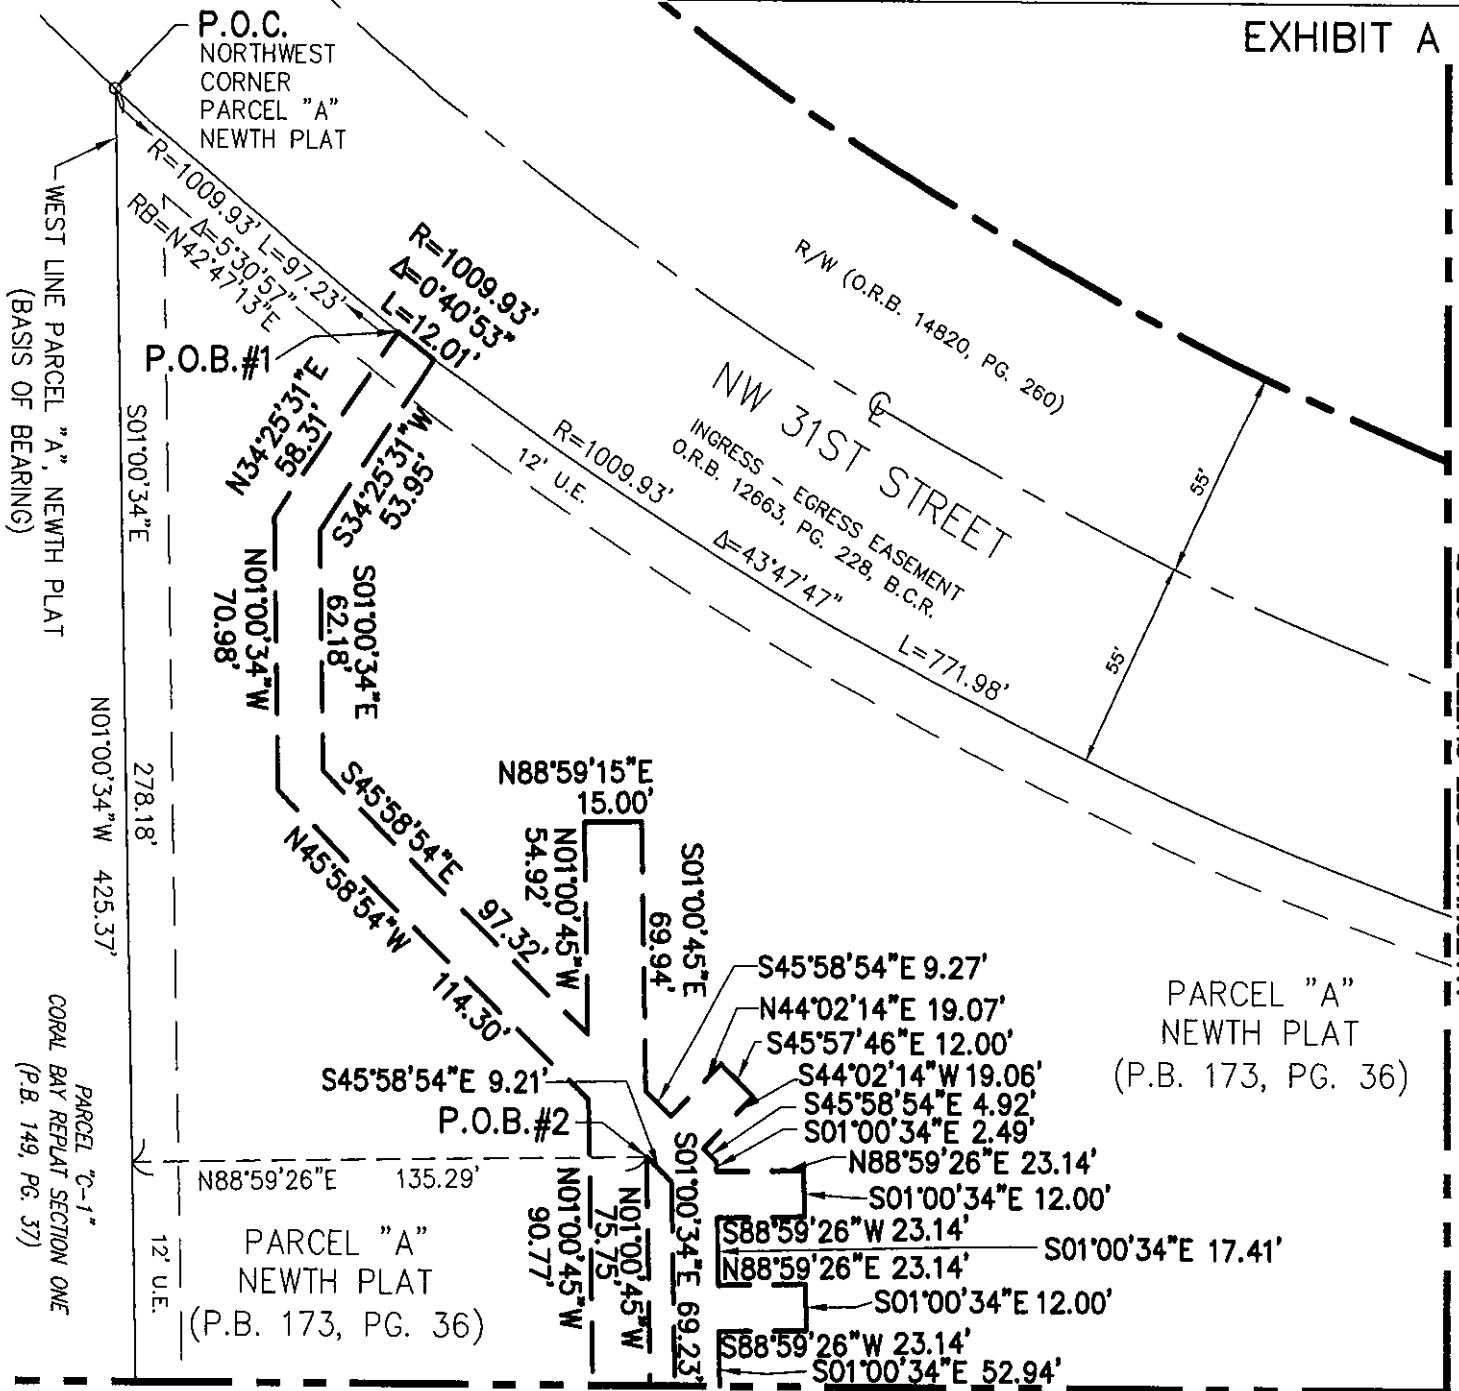 EXHIBIT A
P.O.C.
NORTHWEST
CORNER
PARCEL "A"
NEWTH PLAT
R=1009.93' L=97.23'
Δ=5°30'57"
RB=N42°47'13"E
WEST LINE PARCEL "A", NEWTH PLAT
(BASIS OF BEARING)
R=1009.93'
Δ=0°40'53"
L=12.01'
P.O.B.#1
R/W (O.R.B. 14820, PG. 260)
NW 31ST STREET
INGRESS - EGRESS EASEMENT
O.R.B. 12663, PG. 228, B.C.R.
R=1009.93'
Δ=43°47'47"
L=771.98'
12' U.E.
55'
55'
N34°25'31"E
58.31'
S34°25'31"W
53.95'
S01°00'34"E
278.18'
N01°00'34"W 425.37'
N01°00'34"W
70.98'
S01°00'34"E
62.18'
S45°58'54"E
97.32'
N45°58'54"W
114.30'
N88°59'15"E
15.00'
N01°00'45"W
54.92'
S01°00'45"E
69.94'
S45°58'54"E 9.27'
N44°02'14"E 19.07'
S45°57'46"E 12.00'
S44°02'14"W 19.06'
S45°58'54"E 4.92'
S01°00'34"E 2.49'
N88°59'26"E 23.14'
S01°00'34"E 12.00'
S88°59'26"W 23.14'
S01°00'34"E 17.41'
N88°59'26"E 23.14'
S01°00'34"E 12.00'
S88°59'26"W 23.14'
S01°00'34"E 52.94'
PARCEL "A"
NEWTH PLAT
(P.B. 173, PG. 36)
S45°58'54"E 9.21'
P.O.B.#2
N88°59'26"E 135.29'
PARCEL "A"
NEWTH PLAT
(P.B. 173, PG. 36)
12' U.E.
N01°00'45"W
90.77'
N01°00'45"W
75.75'
S01°00'34"E 69.23'
PARCEL "C-1"
CORAL BAY REPLAT SECTION ONE
(P.B. 149, PG. 37)